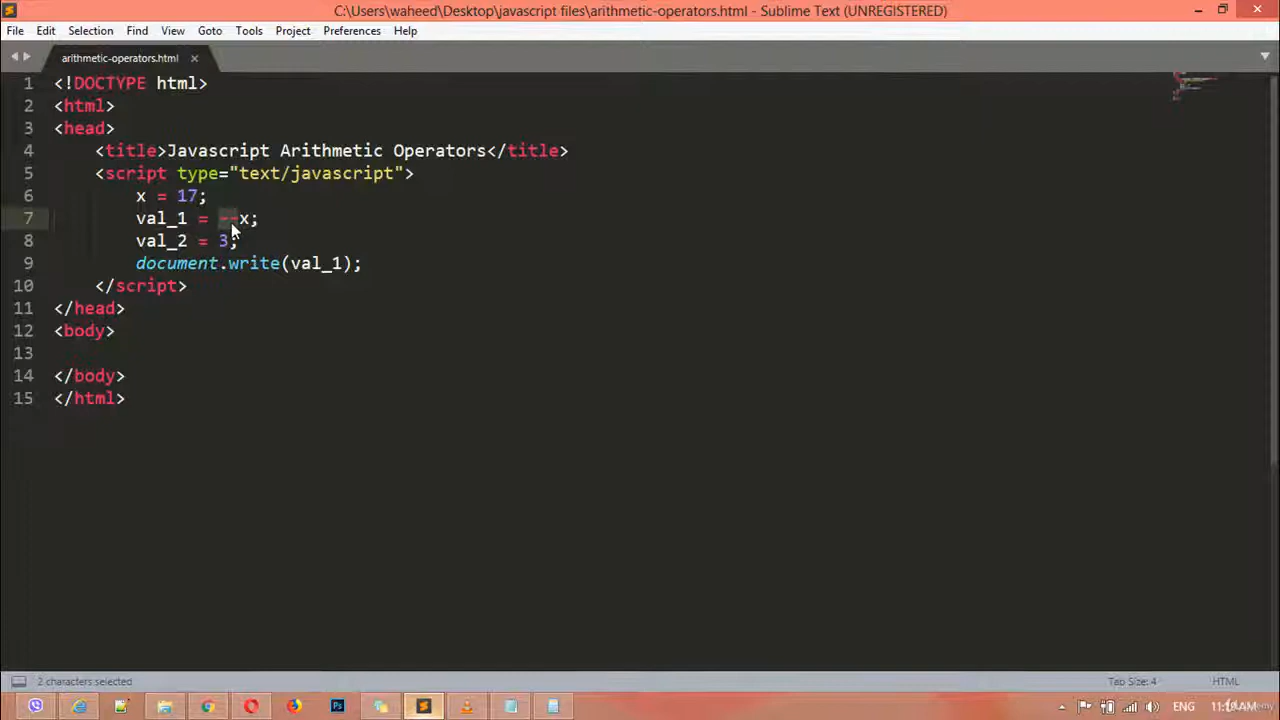 C:\Users\waheed\Desktop\javascript files\arithmetic-operators.html - Sublime Text (UNREGISTERED)
File Edit Selection Find View Goto Tools Project Preferences Help
arithmetic-operators.html
1 <!DOCTYPE html>
2 <html>
3 <head>
4 <title>Javascript Arithmetic Operators</title>
5 <script type="text/javascript">
6 x = 17;
7 val_1 = --x;
8 val_2 = 3;
9 document.write(val_1);
10 </script>
11 </head>
12 <body>
13
14 </body>
15 </html>
2 characters selected Tab Size: 4 HTML
Ps ENG